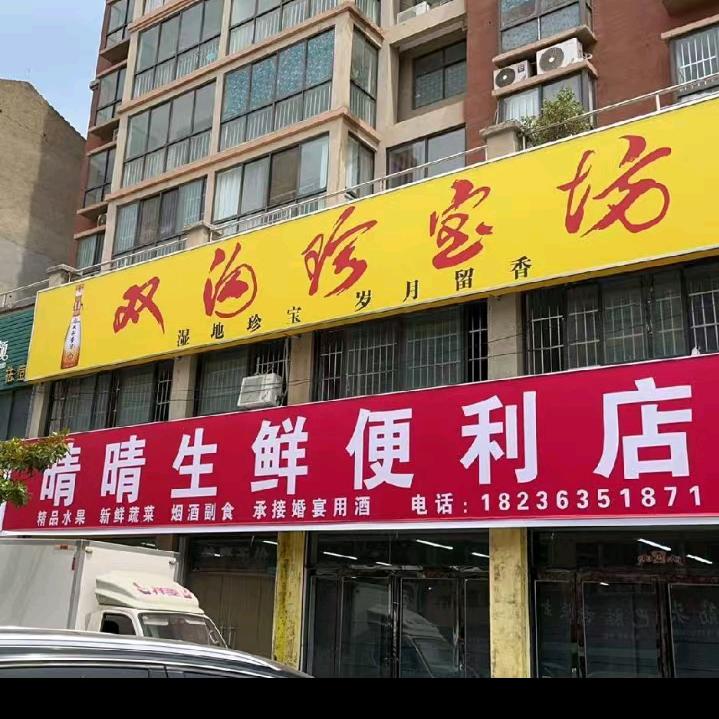 双沟珍宝坊
湿地珍宝 岁月留香
晴晴生鲜便利店
精品水果 新鲜蔬菜 烟酒副食 承接婚宴用酒 电话:18236351871